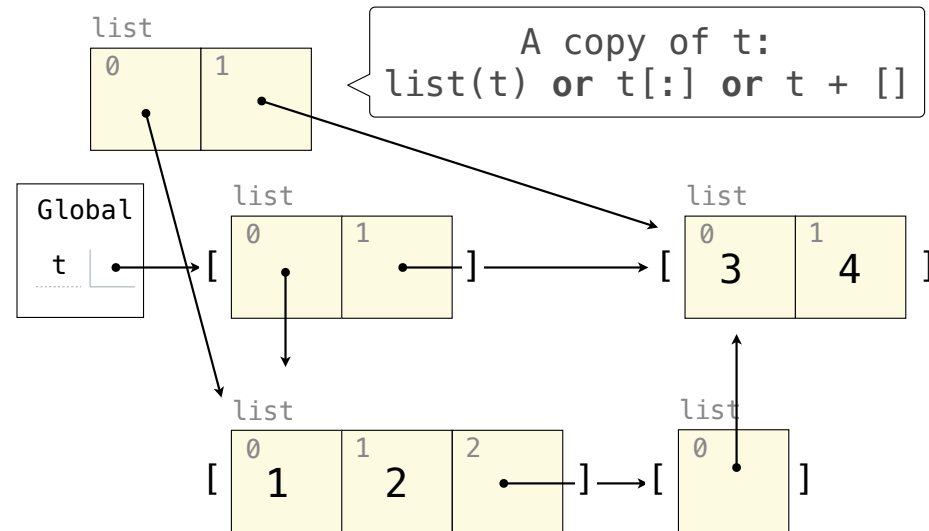 list
0 1
A copy of t:
list(t) or t[:] or t + []
Global
t
list
[ 0 1 ]
list
[ 0 1 ]
3 4
list
[ 0 1 2 ]
1 2
list
[ 0 ]